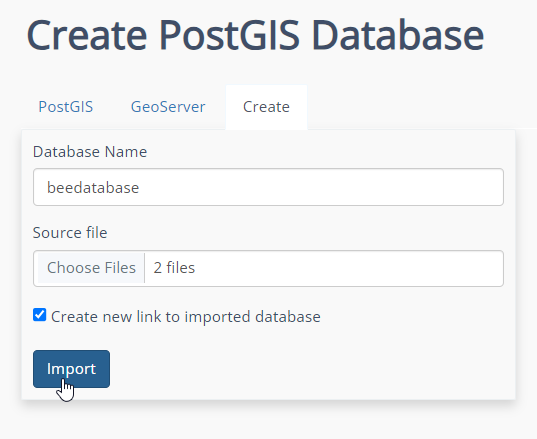 Create PostGIS Database
PostGIS GeoServer Create
Database Name
beedatabase
Source file
Choose Files 2 files
Create new link to imported database
Import